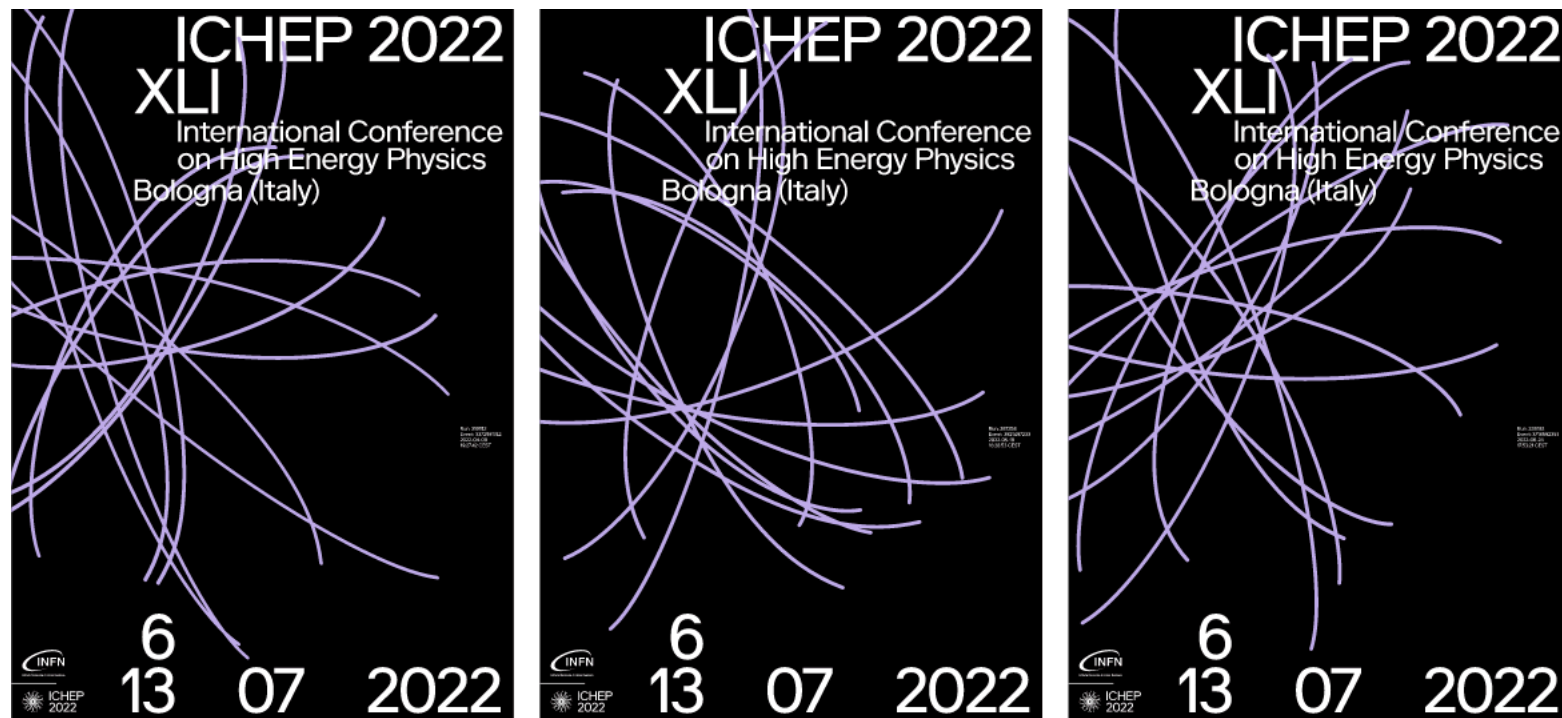 ICHEP 2022
XLI
International Conference
on High Energy Physics
Bologna (Italy)
6
13 07 2022
INFN
ICHEP
2022
ICHEP 2022
XLI
International Conference
on High Energy Physics
Bologna (Italy)
6
13 07 2022
INFN
ICHEP
2022
ICHEP 2022
XLI
International Conference
on High Energy Physics
Bologna (Italy)
6
13 07 2022
INFN
ICHEP
2022